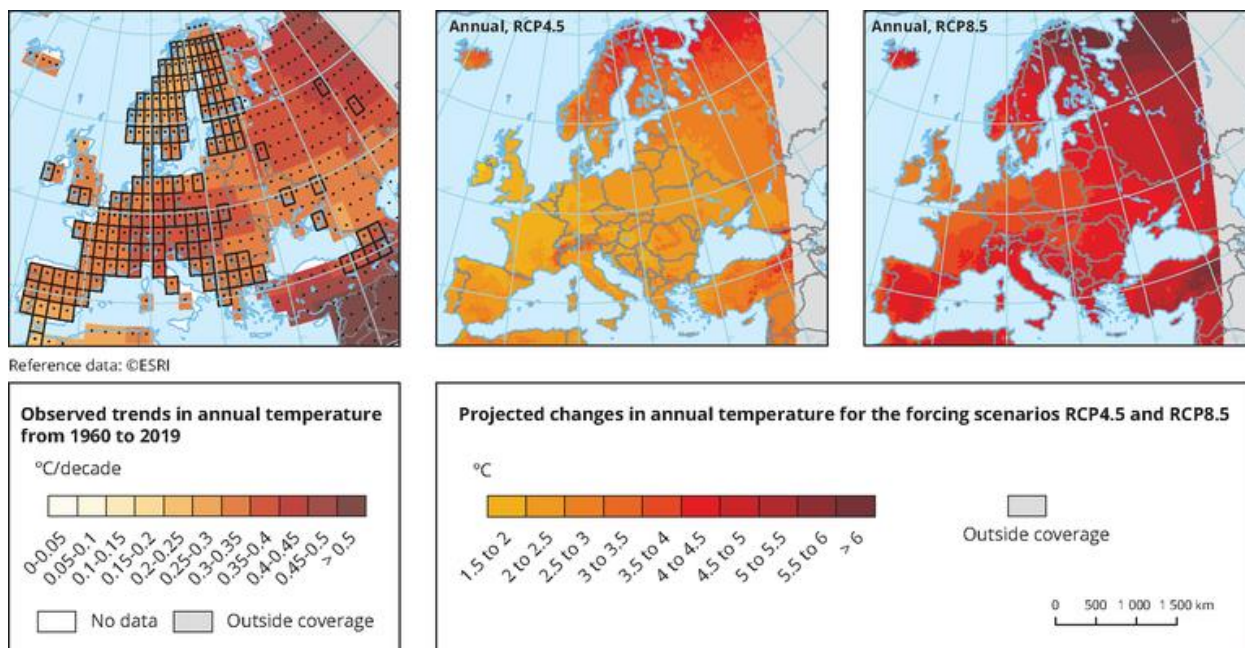 Annual, RCP4.5
Annual, RCP8.5
Reference data: ©ESRI
Observed trends in annual temperature
from 1960 to 2019
ºC/decade
0-0.05
0.05-0.1
0.1-0.15
0.15-0.2
0.2-0.25
0.25-0.3
0.3-0.35
0.35-0.4
0.4-0.45
0.45-0.5
> 0.5
No data
Outside coverage
Projected changes in annual temperature for the forcing scenarios RCP4.5 and RCP8.5
ºC
1.5 to 2
2 to 2.5
2.5 to 3
3 to 3.5
3.5 to 4
4 to 4.5
4.5 to 5
5 to 5.5
5.5 to 6
> 6
Outside coverage
0 500 1 000 1 500 km